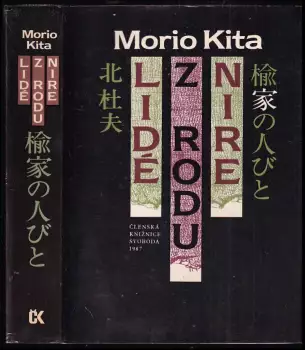 Morio
Kita
LIDÉ
Z RODU
NIRE
楡家の人びと
ČK
Morio Kita
北杜夫
LIDÉ
Z RODU
NIRE
楡家の人びと
ČLENSKÁ
KNIŽNICE
SVOBODA
1987